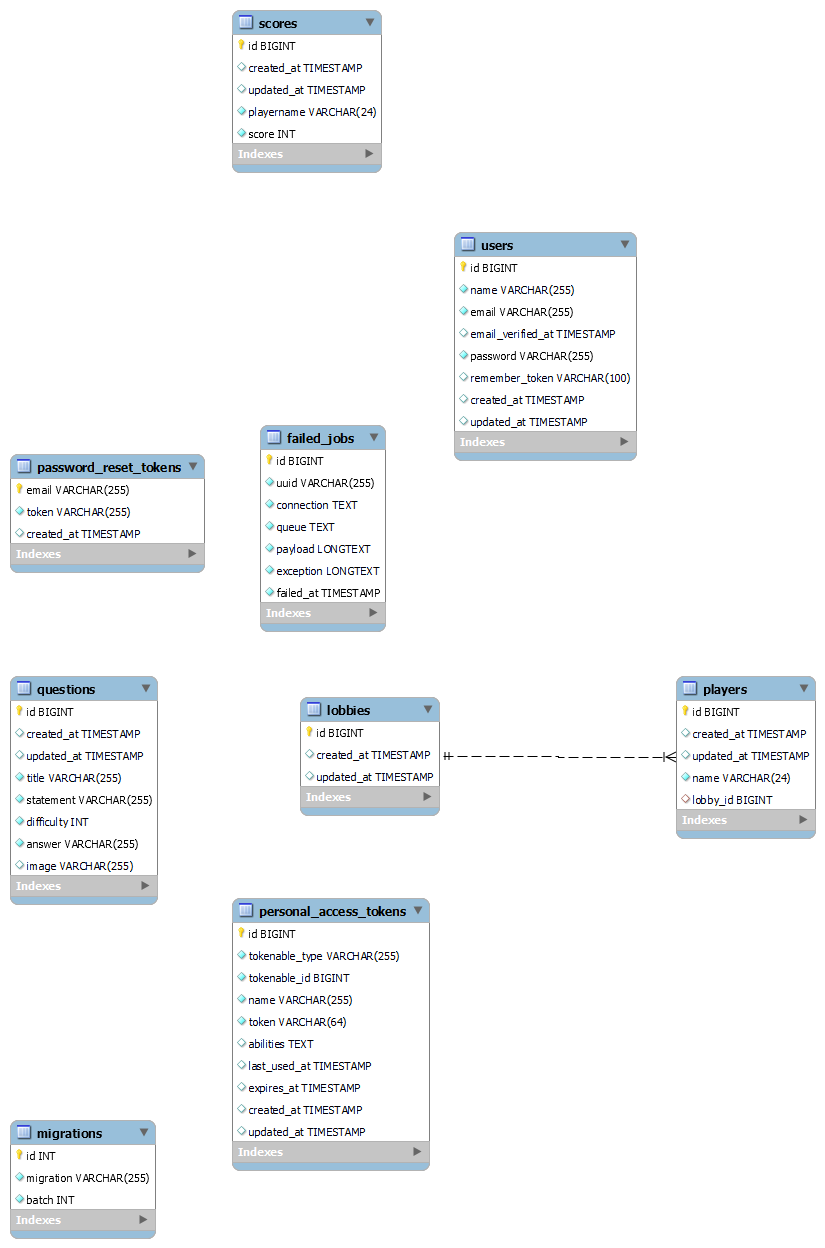 scores
id BIGINT
created_at TIMESTAMP
updated_at TIMESTAMP
playername VARCHAR(24)
score INT
Indexes
users
id BIGINT
name VARCHAR(255)
email VARCHAR(255)
email_verified_at TIMESTAMP
password VARCHAR(255)
remember_token VARCHAR(100)
created_at TIMESTAMP
updated_at TIMESTAMP
Indexes
failed_jobs
id BIGINT
uuid VARCHAR(255)
connection TEXT
queue TEXT
payload LONGTEXT
exception LONGTEXT
failed_at TIMESTAMP
Indexes
password_reset_tokens
email VARCHAR(255)
token VARCHAR(255)
created_at TIMESTAMP
Indexes
questions
id BIGINT
created_at TIMESTAMP
updated_at TIMESTAMP
title VARCHAR(255)
statement VARCHAR(255)
difficulty INT
answer VARCHAR(255)
image VARCHAR(255)
Indexes
lobbies
id BIGINT
created_at TIMESTAMP
updated_at TIMESTAMP
Indexes
players
id BIGINT
created_at TIMESTAMP
updated_at TIMESTAMP
name VARCHAR(24)
lobby_id BIGINT
Indexes
personal_access_tokens
id BIGINT
tokenable_type VARCHAR(255)
tokenable_id BIGINT
name VARCHAR(255)
token VARCHAR(64)
abilities TEXT
last_used_at TIMESTAMP
expires_at TIMESTAMP
created_at TIMESTAMP
updated_at TIMESTAMP
Indexes
migrations
id INT
migration VARCHAR(255)
batch INT
Indexes